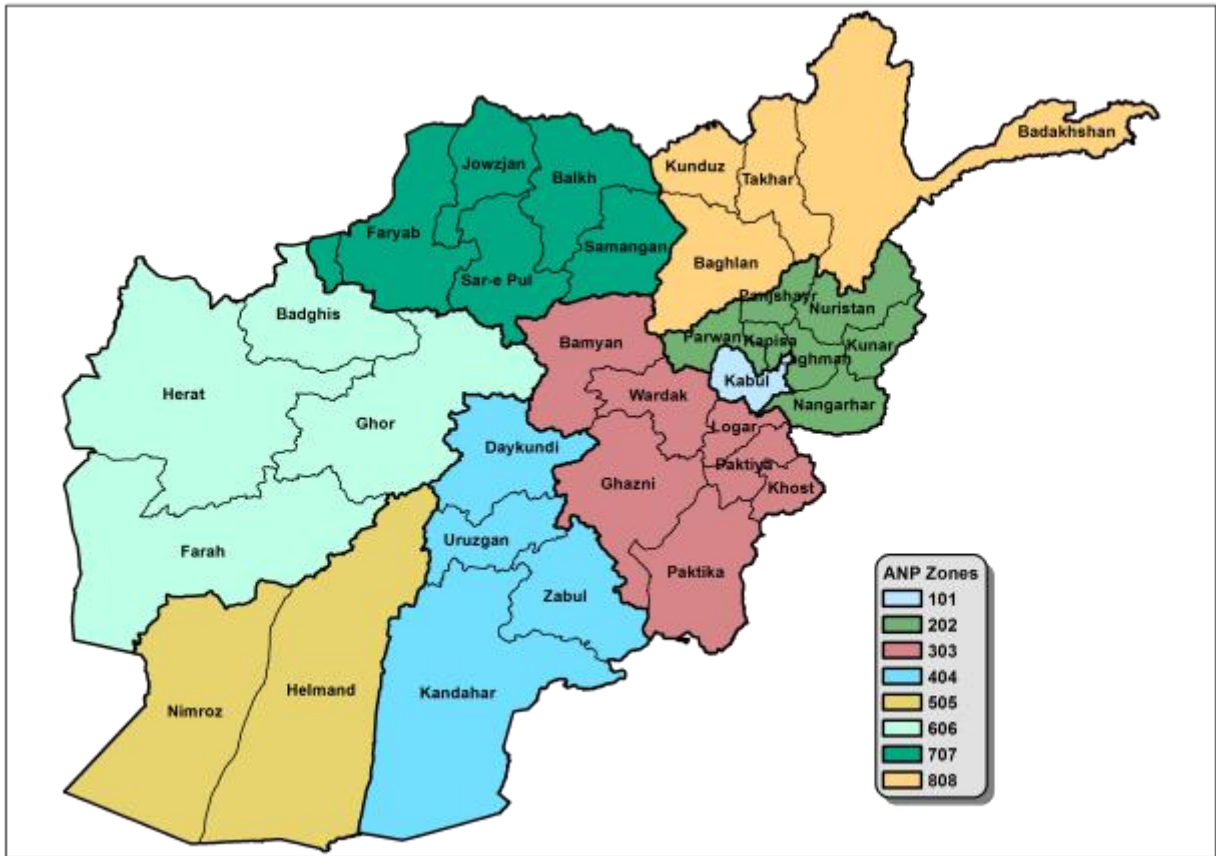 Badakhshan
Kunduz
Takhar
Jowzjan
Balkh
Faryab
Samangan
Baghlan
Sar-e Pul
Panjshayr
Nuristan
Badghis
Parwan
Kapisa
Bamyan
Kunar
Laghman
Kabul
Herat
Wardak
Nangarhar
Ghor
Logar
Daykundi
Paktiya
Ghazni
Khost
Uruzgan
Farah
Paktika
Zabul
Helmand
Kandahar
Nimroz
ANP Zones
101
202
303
404
505
606
707
808